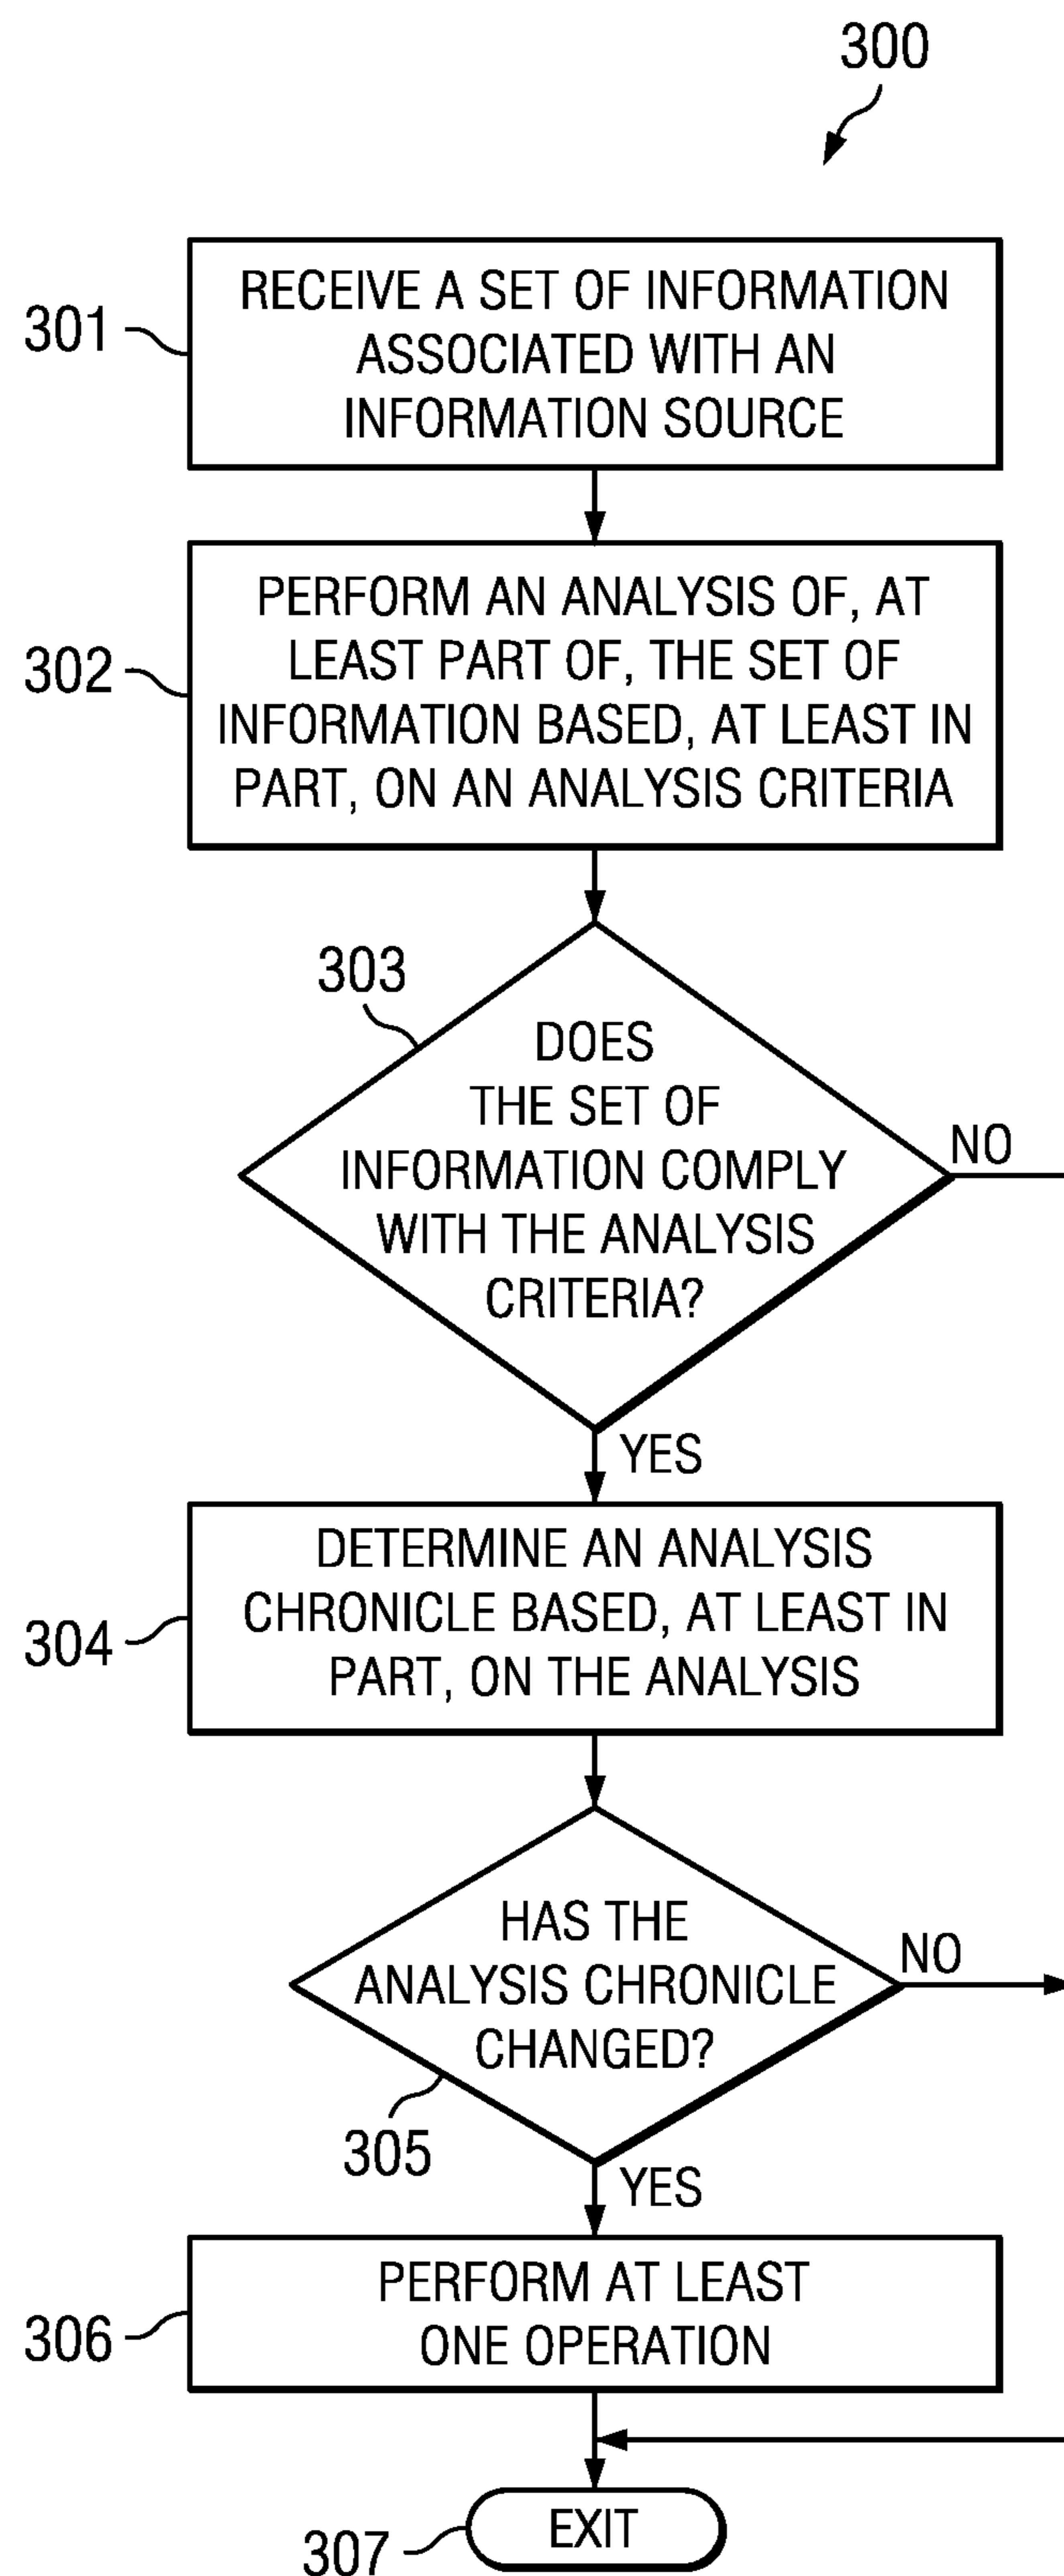 300
301
RECEIVE A SET OF INFORMATION
ASSOCIATED WITH AN
INFORMATION SOURCE
302
PERFORM AN ANALYSIS OF, AT
LEAST PART OF, THE SET OF
INFORMATION BASED, AT LEAST IN
PART, ON AN ANALYSIS CRITERIA
303
DOES
THE SET OF
INFORMATION COMPLY
WITH THE ANALYSIS
CRITERIA?
NO
YES
304
DETERMINE AN ANALYSIS
CHRONICLE BASED, AT LEAST IN
PART, ON THE ANALYSIS
HAS THE
ANALYSIS CHRONICLE
CHANGED?
NO
305
YES
306
PERFORM AT LEAST
ONE OPERATION
307
EXIT